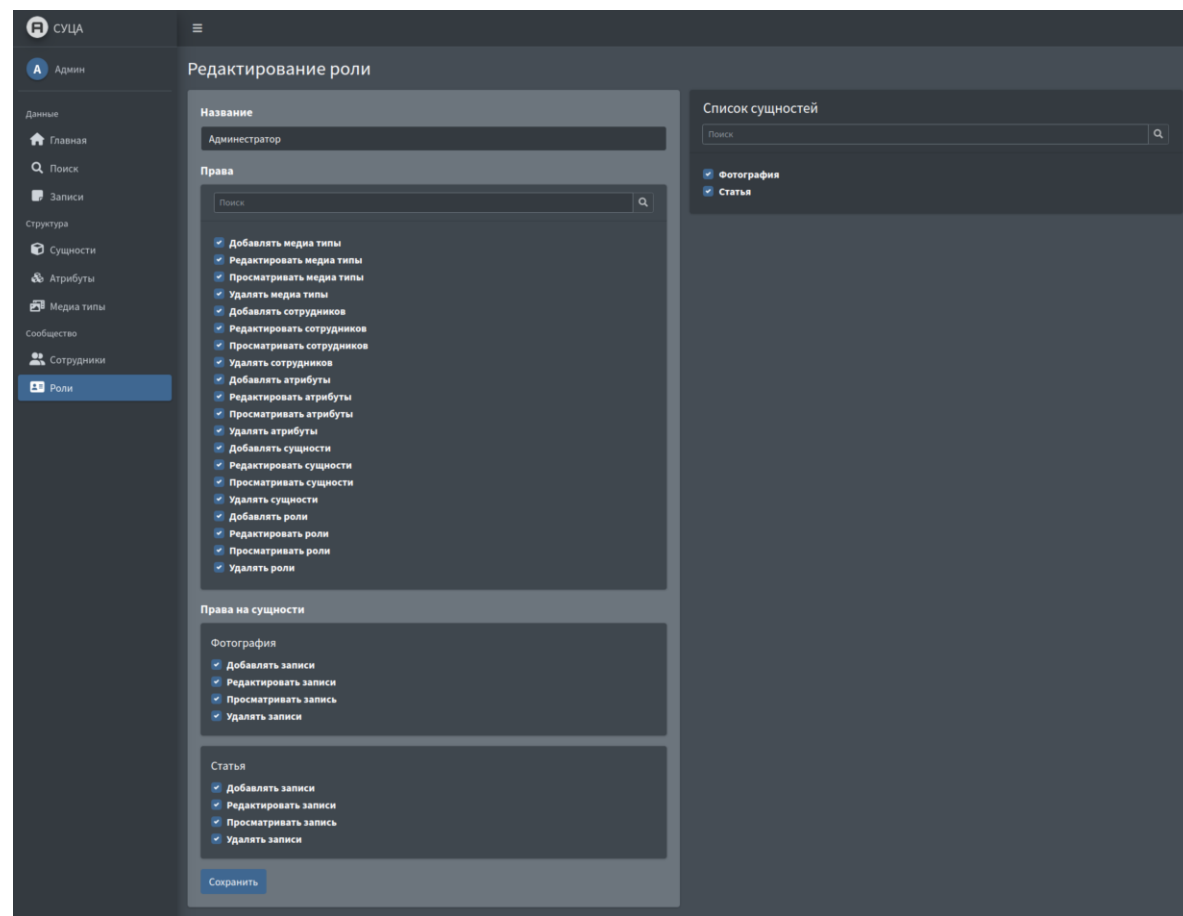 СУЦА
А Админ
Данные
Главная
Поиск
Записи
Структура
Сущности
Атрибуты
Медиа типы
Сообщество
Сотрудники
Роли
Редактирование роли
Название
Администратор
Права
Поиск
Добавлять медиа типы
Редактировать медиа типы
Просматривать медиа типы
Удалять медиа типы
Добавлять сотрудников
Редактировать сотрудников
Просматривать сотрудников
Удалять сотрудников
Добавлять атрибуты
Редактировать атрибуты
Просматривать атрибуты
Удалять атрибуты
Добавлять сущности
Редактировать сущности
Просматривать сущности
Удалять сущности
Добавлять роли
Редактировать роли
Просматривать роли
Удалять роли
Права на сущности
Фотография
Добавлять записи
Редактировать записи
Просматривать запись
Удалять записи
Статья
Добавлять записи
Редактировать записи
Просматривать запись
Удалять записи
Сохранить
Список сущностей
Поиск
Фотография
Статья